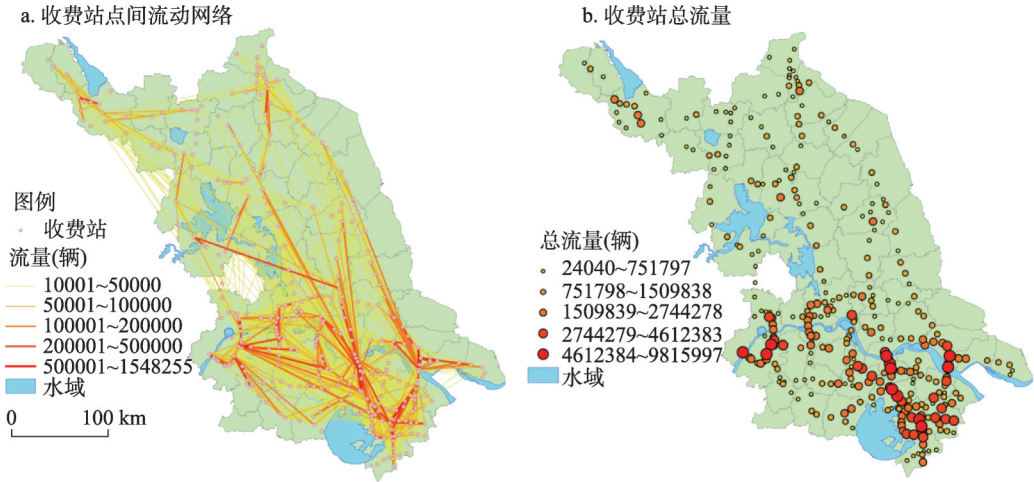 a. 收费站点间流动网络
图例
收费站
流量(辆)
10001~50000
50001~100000
100001~200000
200001~500000
500001~1548255
水域
0 100 km
b. 收费站总流量
总流量(辆)
24040~751797
751798~1509838
1509839~2744278
2744279~4612383
4612384~9815997
水域